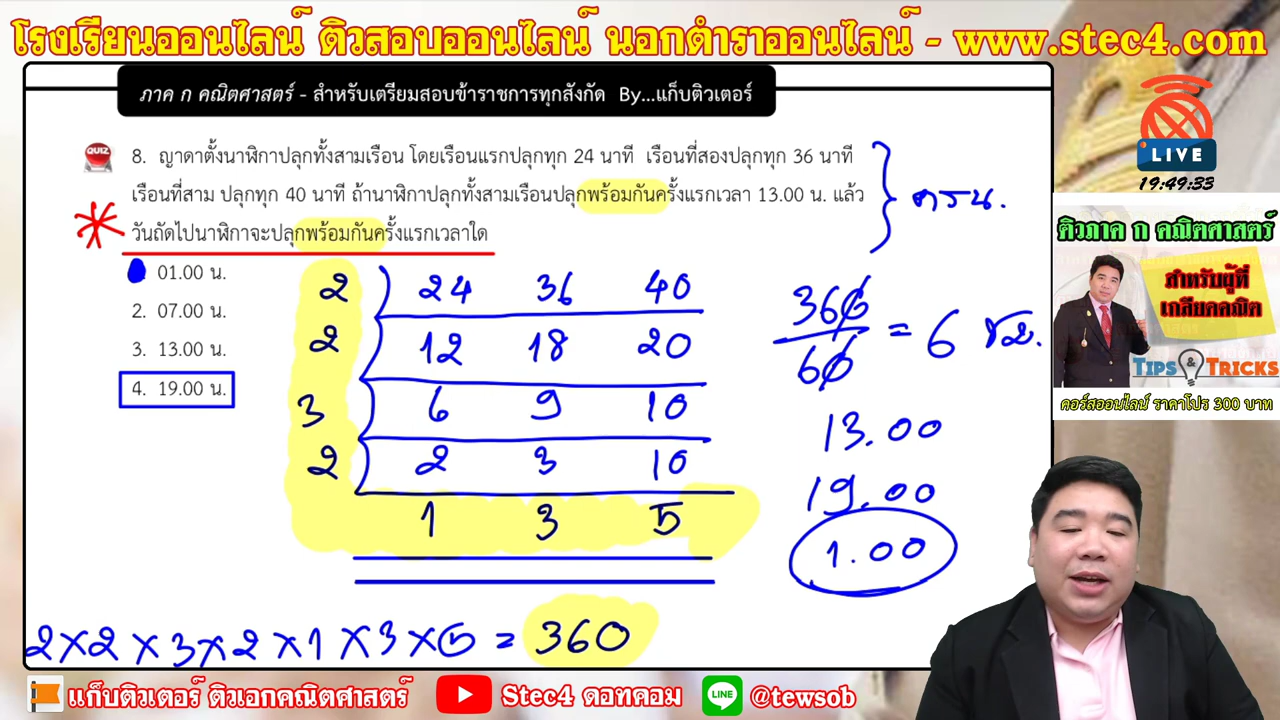 โรงเรียนออนไลน์ ติวสอบออนไลน์ นอกตำราออนไลน์ - www.stec4.com
ภาค ก คณิตศาสตร์ - สำหรับเตรียมสอบข้าราชการทุกสังกัด By...แก็บติวเตอร์
QUIZ
8. ญาดาตั้งนาฬิกาปลุกทั้งสามเรือน โดยเรือนแรกปลุกทุก 24 นาที เรือนที่สองปลุกทุก 36 นาที
เรือนที่สาม ปลุกทุก 40 นาที ถ้านาฬิกาปลุกทั้งสามเรือนปลุกพร้อมกันครั้งแรกเวลา 13.00 น. แล้ว
วันถัดไปนาฬิกาจะปลุกพร้อมกันครั้งแรกเวลาใด
ครน.
01.00 น.
2. 07.00 น.
3. 13.00 น.
4. 19.00 น.
2 24 36 40
2 12 18 20
3 6 9 10
2 2 3 10
1 3 5
2×2×3×2×1×3×5 = 360
360
60
= 6 ชม.
13.00
19.00
1.00
LIVE
19:49:33
ติวภาค ก คณิตศาสตร์
สำหรับผู้ที่
เกลียดคณิต
TIPS & TRICKS
คอร์สออนไลน์ ราคาโปร 300 บาท
แก็บติวเตอร์ ติวเอกคณิตศาสตร์
Stec4 ดอทคอม
LINE
@tewsob